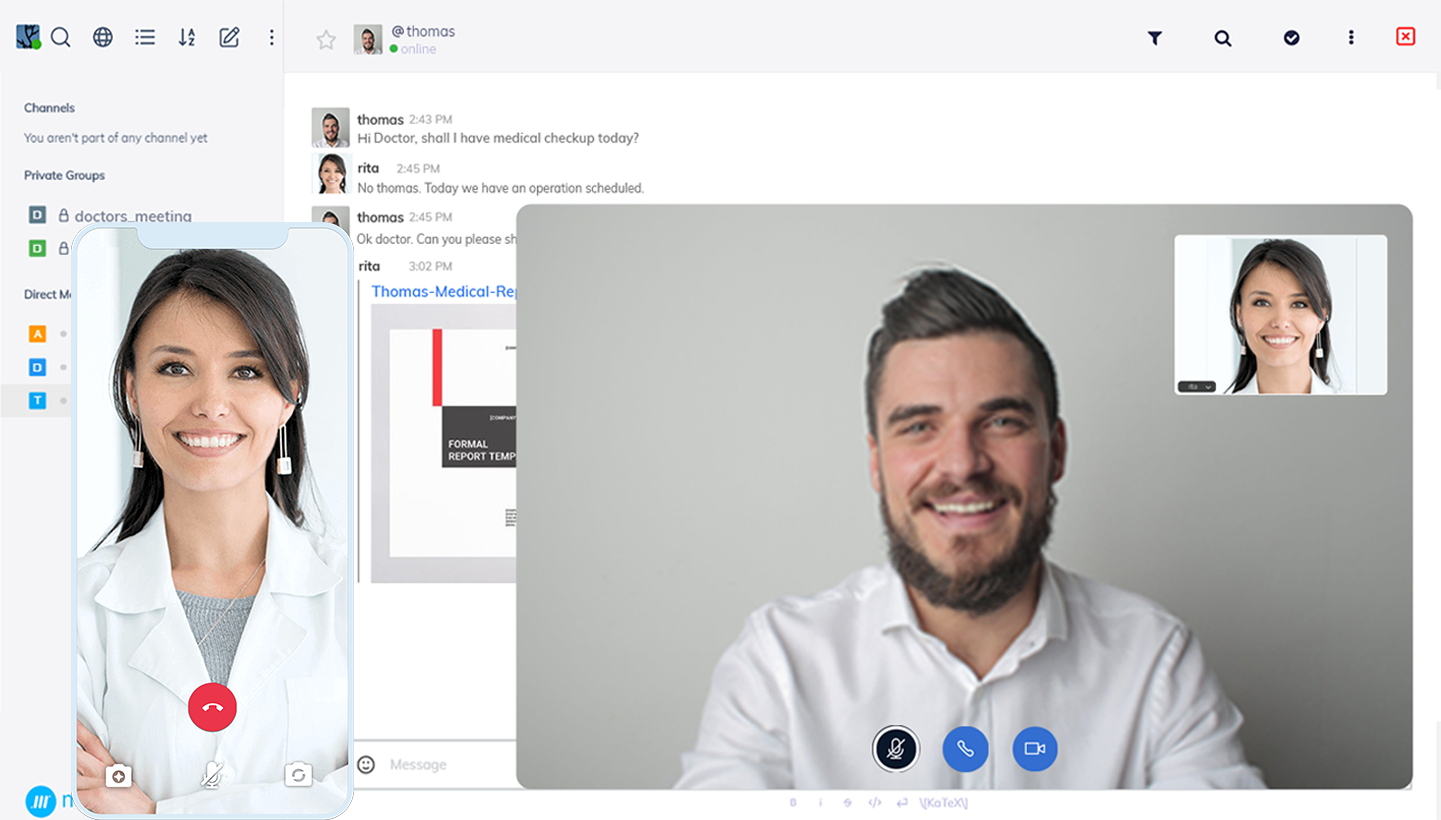 @thomas
online
Channels
You aren't part of any channel yet
Private Groups
D
doctors_meeting
D
Direct M
A
D
T
thomas 2:43 PM
Hi Doctor, shall I have medical checkup today?
rita 2:45 PM
No thomas. Today we have an operation scheduled.
thomas 2:45 PM
Ok doctor. Can you please sh
rita 3:02 PM
Thomas-Medical-Rep
[COMPANY
FORMAL
REPORT TEMP
rita
Message
B i S </> \[KaTeX\]